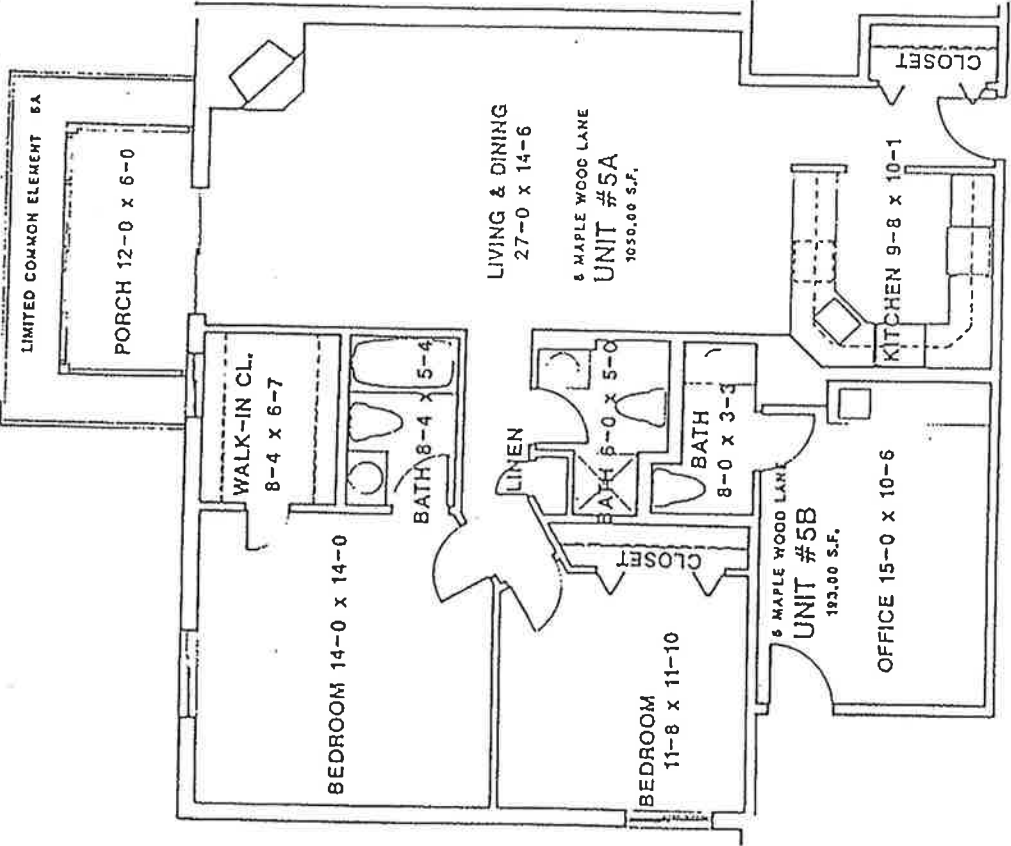 LIMITED COMMON ELEMENT 5A
PORCH 12-0 x 6-0
WALK-IN CL.
8-4 x 6-7
BATH 8-4 x 5-4
LIVING & DINING
27-0 x 14-6
8 MAPLE WOOD LANE
UNIT #5A
1050.00 S.F.
CLOSET
KITCHEN 9-8 x 10-1
LINEN
BATH 6-0 x 5-0
BATH
8-0 x 3-3
BEDROOM 14-0 x 14-0
CLOSET
BEDROOM
11-8 x 11-10
MAPLE WOOD LANE
UNIT #5B
193.00 S.F.
OFFICE 15-0 x 10-6